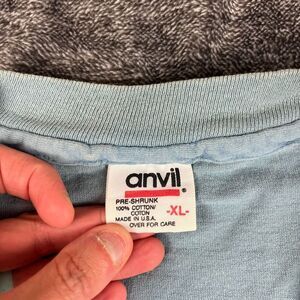 anvil®
PRE-SHRUNK
100% COTTON/
COTON
-XL-
MADE IN U.S.A.
OVER FOR CARE